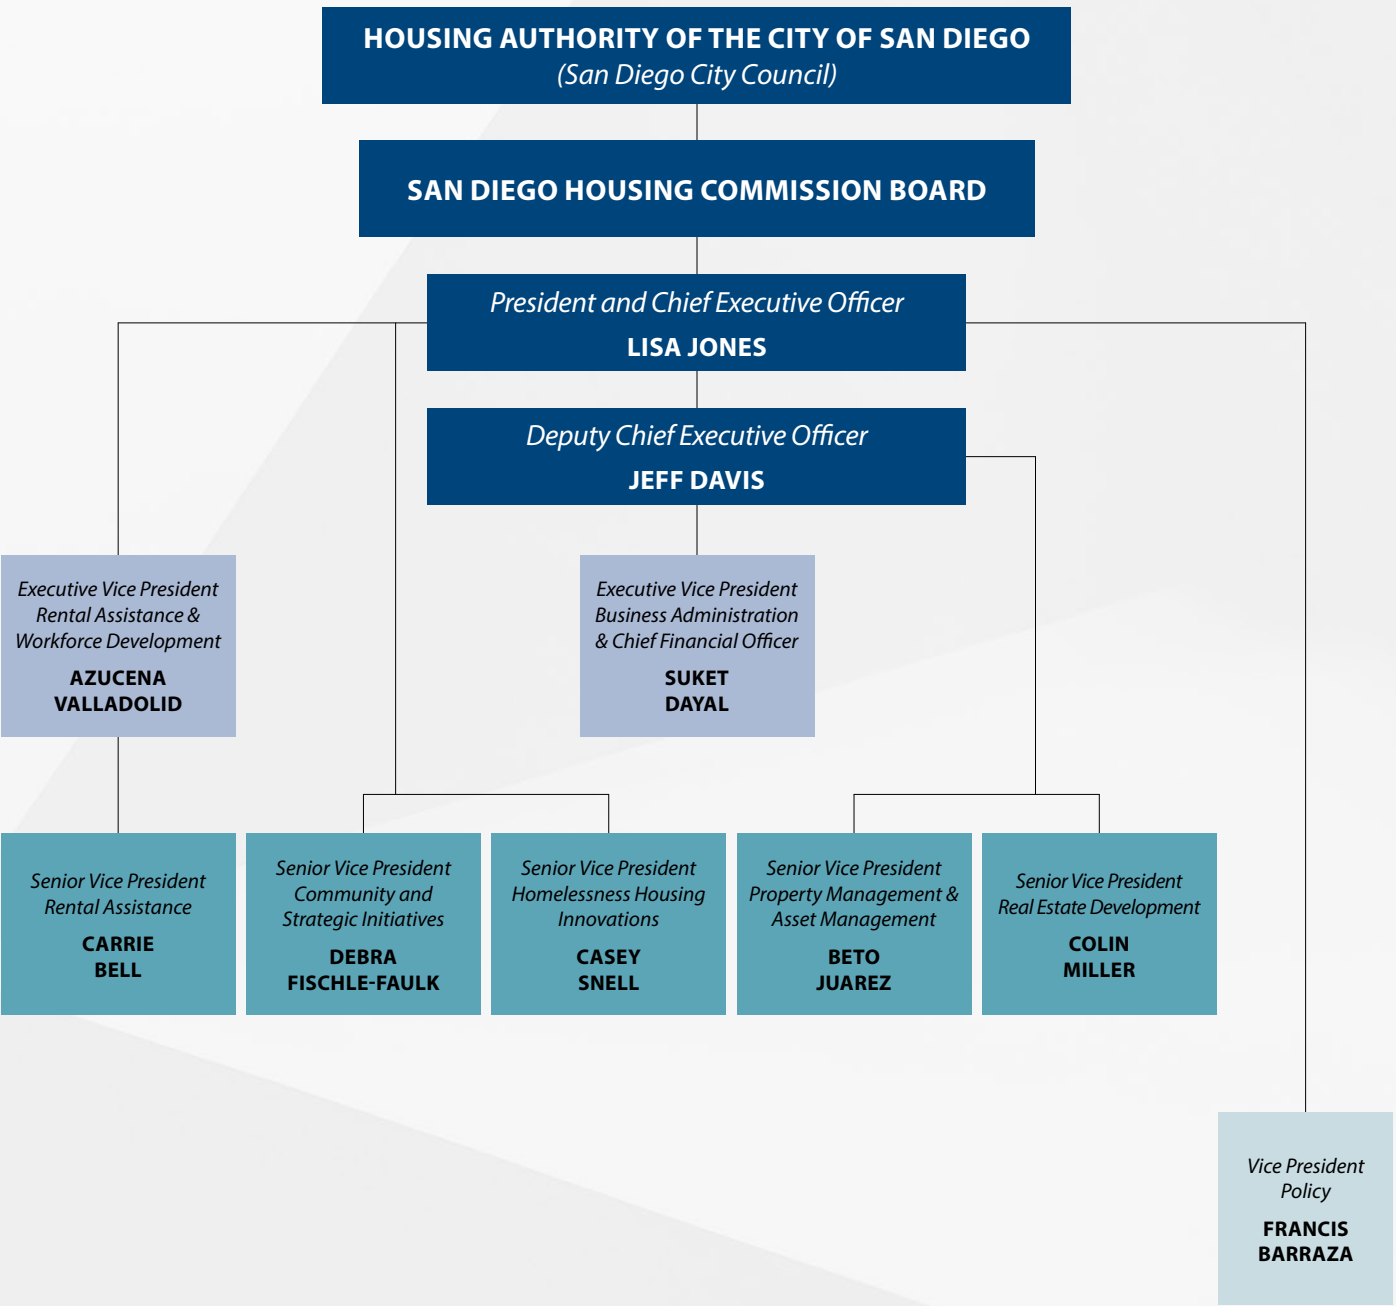 HOUSING AUTHORITY OF THE CITY OF SAN DIEGO
(San Diego City Council)
SAN DIEGO HOUSING COMMISSION BOARD
President and Chief Executive Officer
LISA JONES
Deputy Chief Executive Officer
JEFF DAVIS
Executive Vice President
Rental Assistance &
Workforce Development
AZUCENA
VALLADOLID
Executive Vice President
Business Administration
& Chief Financial Officer
SUKET
DAYAL
Senior Vice President
Rental Assistance
CARRIE
BELL
Senior Vice President
Community and
Strategic Initiatives
DEBRA
FISCHLE-FAULK
Senior Vice President
Homelessness Housing
Innovations
CASEY
SNELL
Senior Vice President
Property Management &
Asset Management
BETO
JUAREZ
Senior Vice President
Real Estate Development
COLIN
MILLER
Vice President
Policy
FRANCIS
BARRAZA